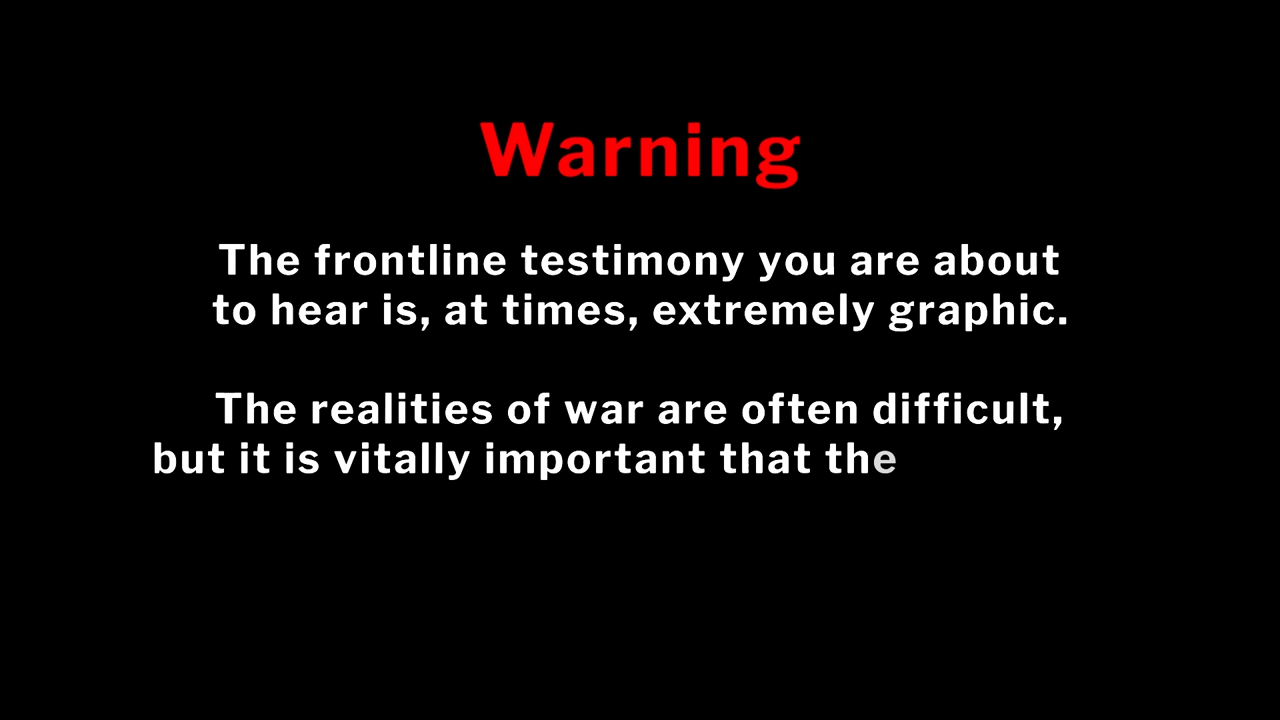 Warning
The frontline testimony you are about
to hear is, at times, extremely graphic.
The realities of war are often difficult,
but it is vitally important that the